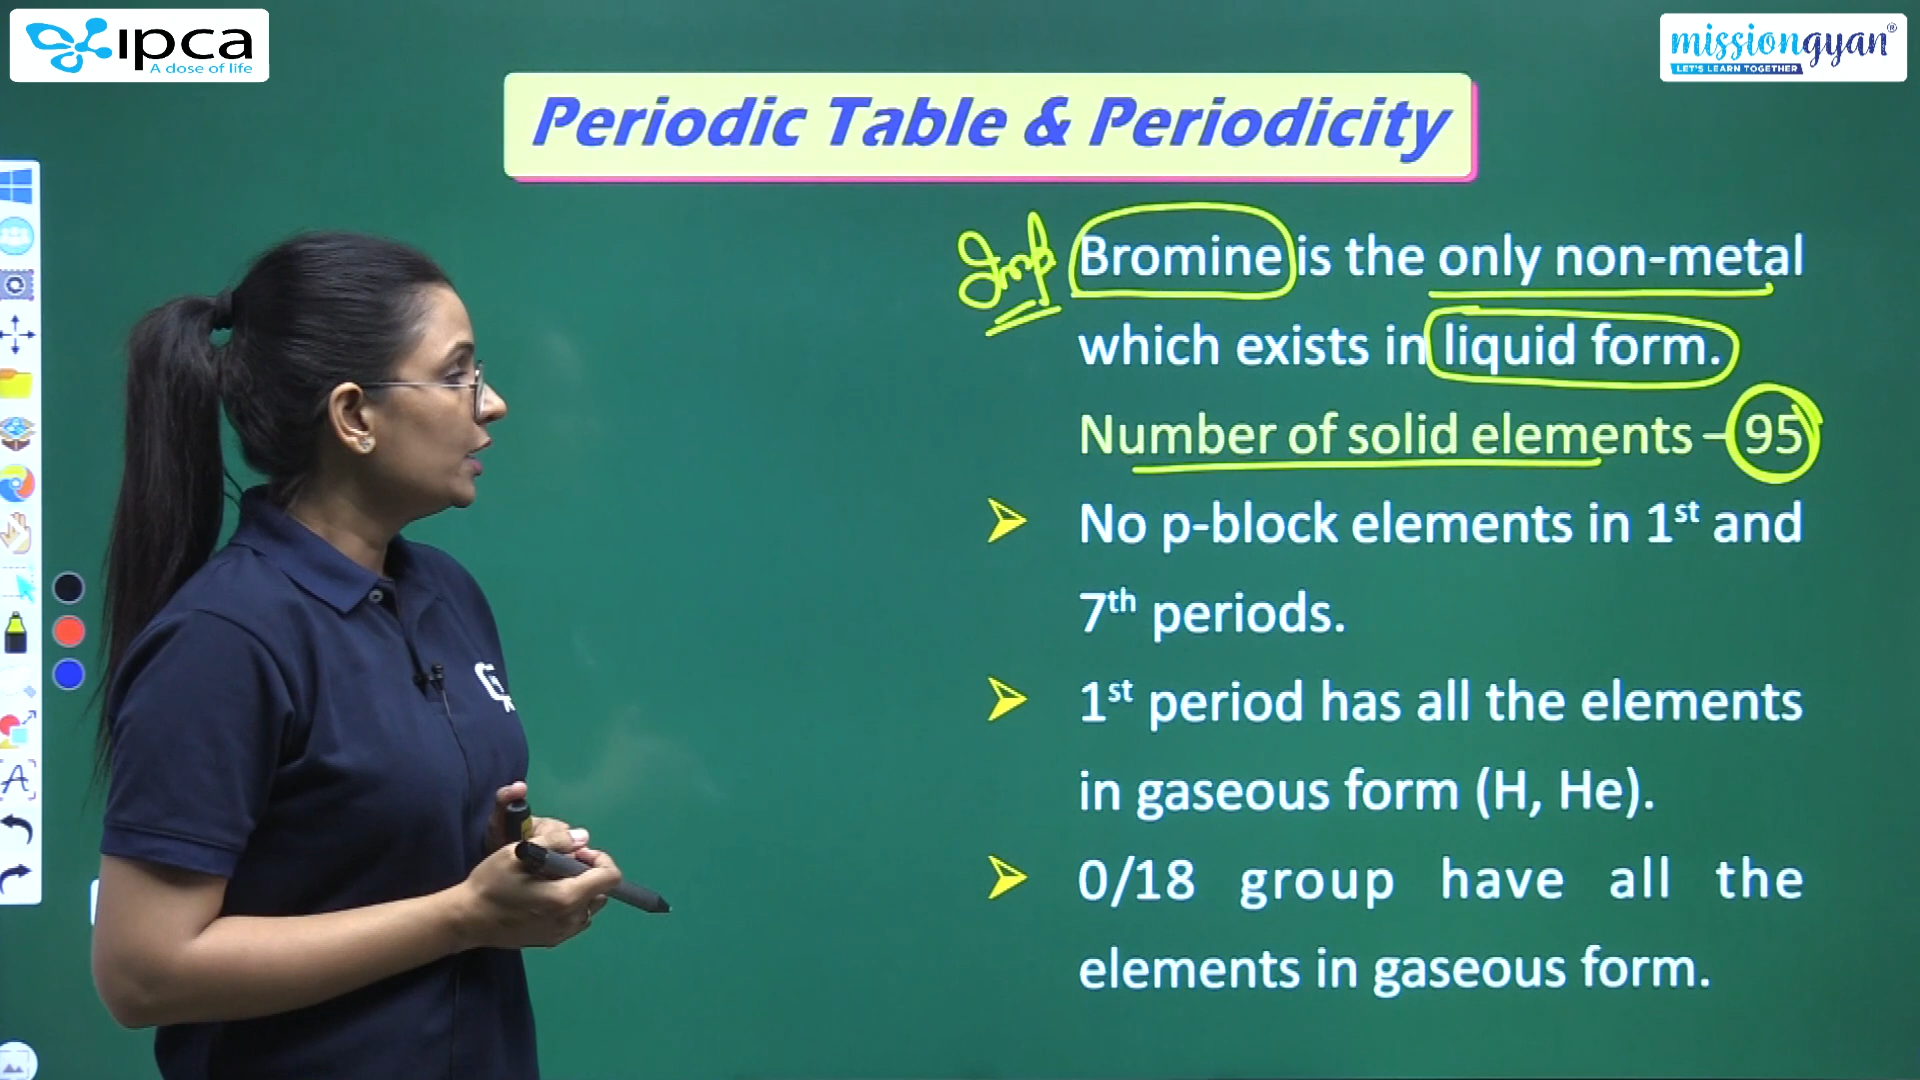 ipca
A dose of life
missiongyan®
LET'S LEARN TOGETHER
Periodic Table & Periodicity
Imp Bromine is the only non-metal
which exists in liquid form.
Number of solid elements – 95
➤ No p-block elements in 1st and
7th periods.
➤ 1st period has all the elements
in gaseous form (H, He).
➤ 0/18 group have all the
elements in gaseous form.